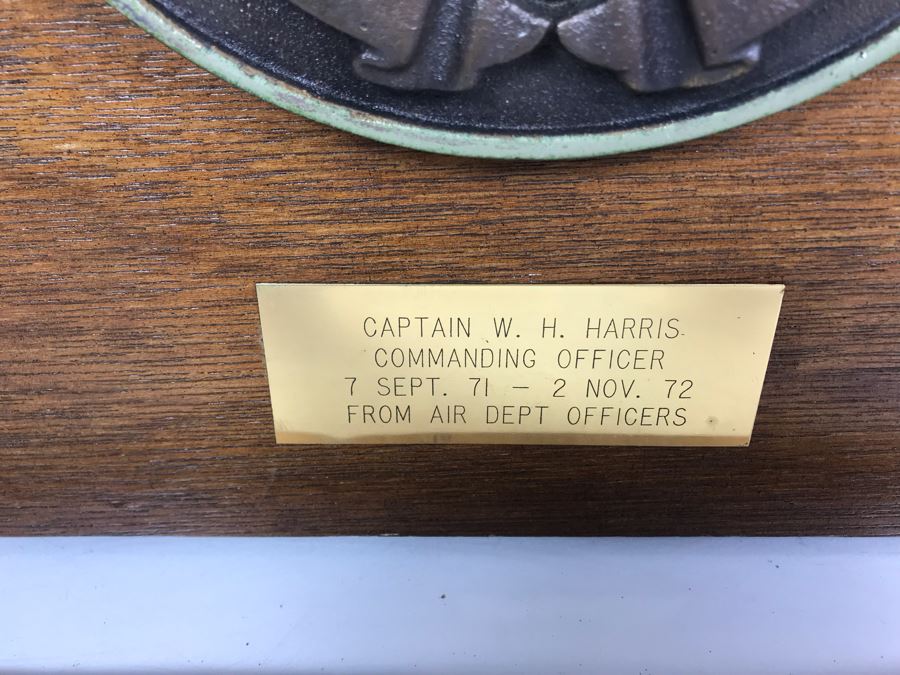 CAPTAIN W. H. HARRIS
COMMANDING OFFICER
7 SEPT. 71 — 2 NOV. 72
FROM AIR DEPT OFFICERS